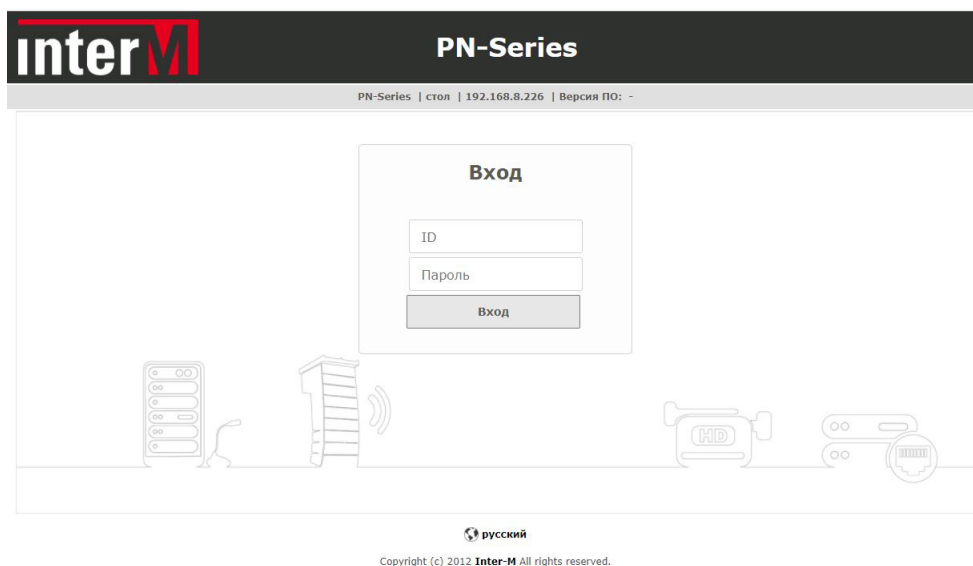 interM
PN-Series
PN-Series | стол | 192.168.8.226 | Версия ПО: -
Вход
ID
Пароль
Вход
HD
русский
Copyright (c) 2012 Inter-M All rights reserved.